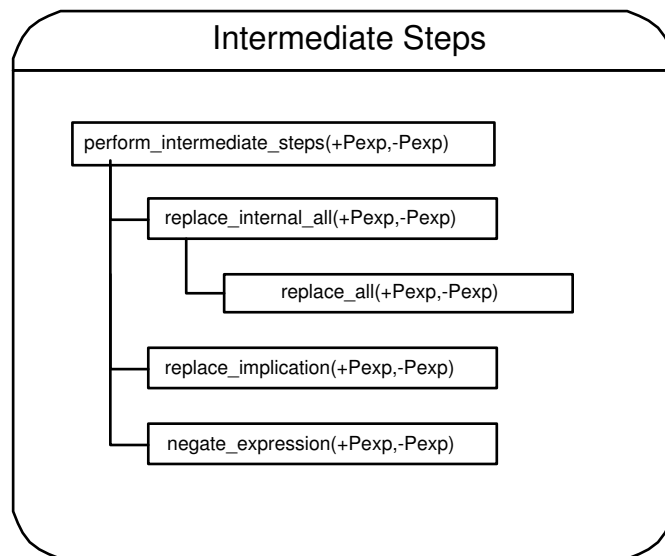 Intermediate Steps
perform_intermediate_steps(+Pexp,-Pexp)
replace_internal_all(+Pexp,-Pexp)
replace_all(+Pexp,-Pexp)
replace_implication(+Pexp,-Pexp)
negate_expression(+Pexp,-Pexp)